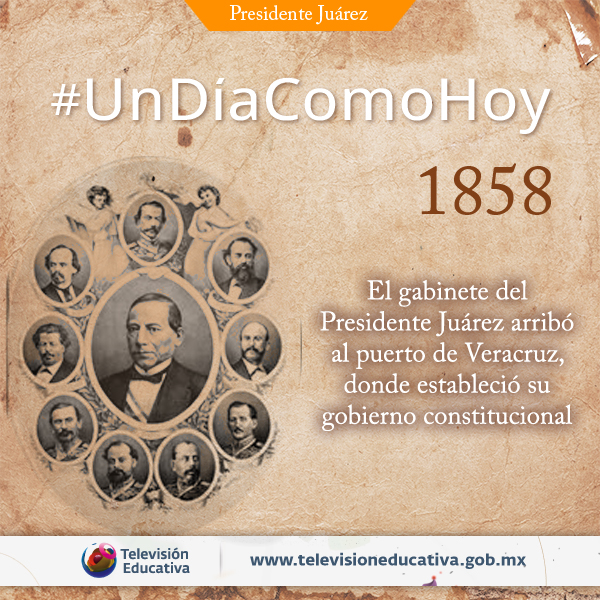 Presidente Juárez
#UnDíaComoHoy
1858
El gabinete del
Presidente Juárez arribó
al puerto de Veracruz,
donde estableció su
gobierno constitucional
Televisión
Educativa
www.televisioneducativa.gob.mx